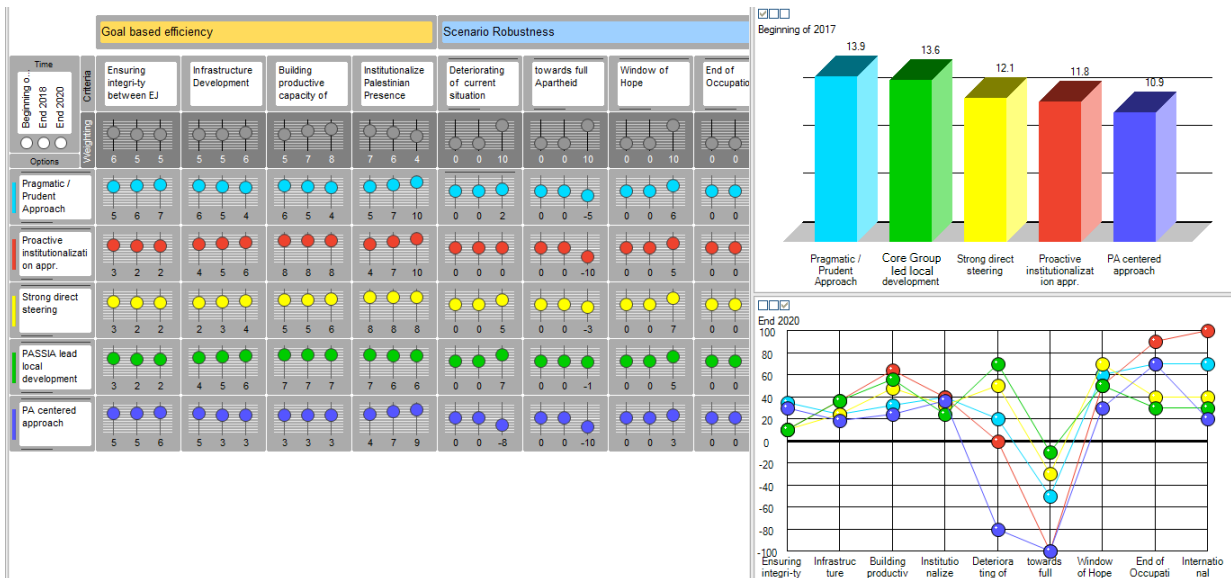 Goal based efficiency
Scenario Robustness
Time
Beginning o...
End 2018
End 2020
Options
Criteria
Weighting
Ensuring
integri-ty
between EJ
Infrastructure
Development
Building
productive
capacity of
Institutionalize
Palestinian
Presence
Deteriorating
of current
situation
towards full
Apartheid
Window of
Hope
End of
Occupatio
6 5 5
5 5 6
5 7 8
7 6 4
0 0 10
0 0 10
0 0 10
0 0
Pragmatic /
Prudent
Approach
5 6 7
6 5 4
6 5 4
5 7 10
0 0 2
0 0 -5
0 0 6
0 0
Proactive
institutionalizati
on appr.
3 2 2
4 5 6
8 8 8
4 7 10
0 0 0
0 0 -10
0 0 5
0 0
Strong direct
steering
3 2 2
2 3 4
5 5 6
8 8 8
0 0 5
0 0 -3
0 0 7
0 0
PASSIA lead
local
development
3 2 2
4 5 6
7 7 7
7 6 6
0 0 7
0 0 -1
0 0 5
0 0
PA centered
approach
5 5 6
5 3 3
3 3 3
4 7 9
0 0 -8
0 0 -10
0 0 3
0 0
Beginning of 2017
13.9
13.6
12.1
11.8
10.9
Pragmatic /
Prudent
Approach
Core Group
led local
development
Strong direct
steering
Proactive
institutionalizat
ion appr.
PA centered
approach
End 2020
100
80
60
40
20
0
-20
-40
-60
-80
-100
Ensuring
integri-ty
Infrastruc
ture
Building
productiv
Institutio
nalize
Deteriora
ting of
towards
full
Window
of Hope
End of
Occupati
Internatio
nal